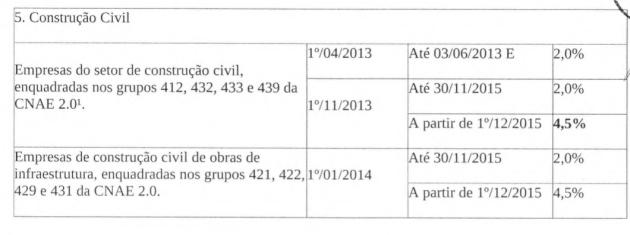 5. Construção Civil
Empresas do setor de construção civil,
enquadradas nos grupos 412, 432, 433 e 439 da
CNAE 2.0¹.
1º/04/2013
Até 03/06/2013 E
2,0%
1º/11/2013
Até 30/11/2015
2,0%
A partir de 1º/12/2015
4,5%
Empresas de construção civil de obras de
infraestrutura, enquadradas nos grupos 421, 422,
429 e 431 da CNAE 2.0.
1º/01/2014
Até 30/11/2015
2,0%
A partir de 1º/12/2015
4,5%